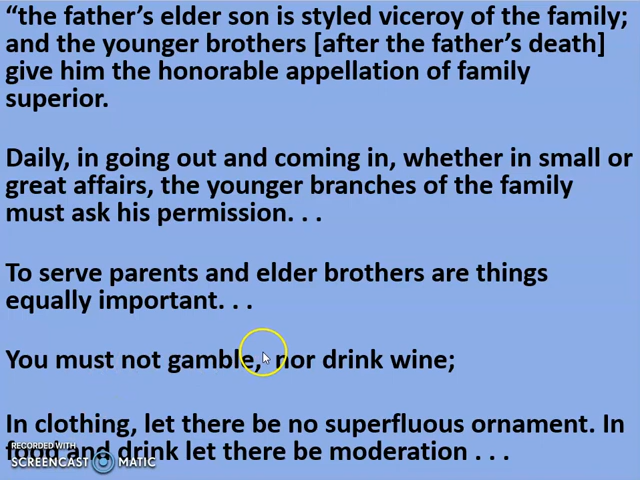 “the father’s elder son is styled viceroy of the family;
and the younger brothers [after the father’s death]
give him the honorable appellation of family
superior.
Daily, in going out and coming in, whether in small or
great affairs, the younger branches of the family
must ask his permission. . .
To serve parents and elder brothers are things
equally important. . .
You must not gamble, nor drink wine;
In clothing, let there be no superfluous ornament. In
food and drink let there be moderation . . .
RECORDED WITH
SCREENCAST MATIC